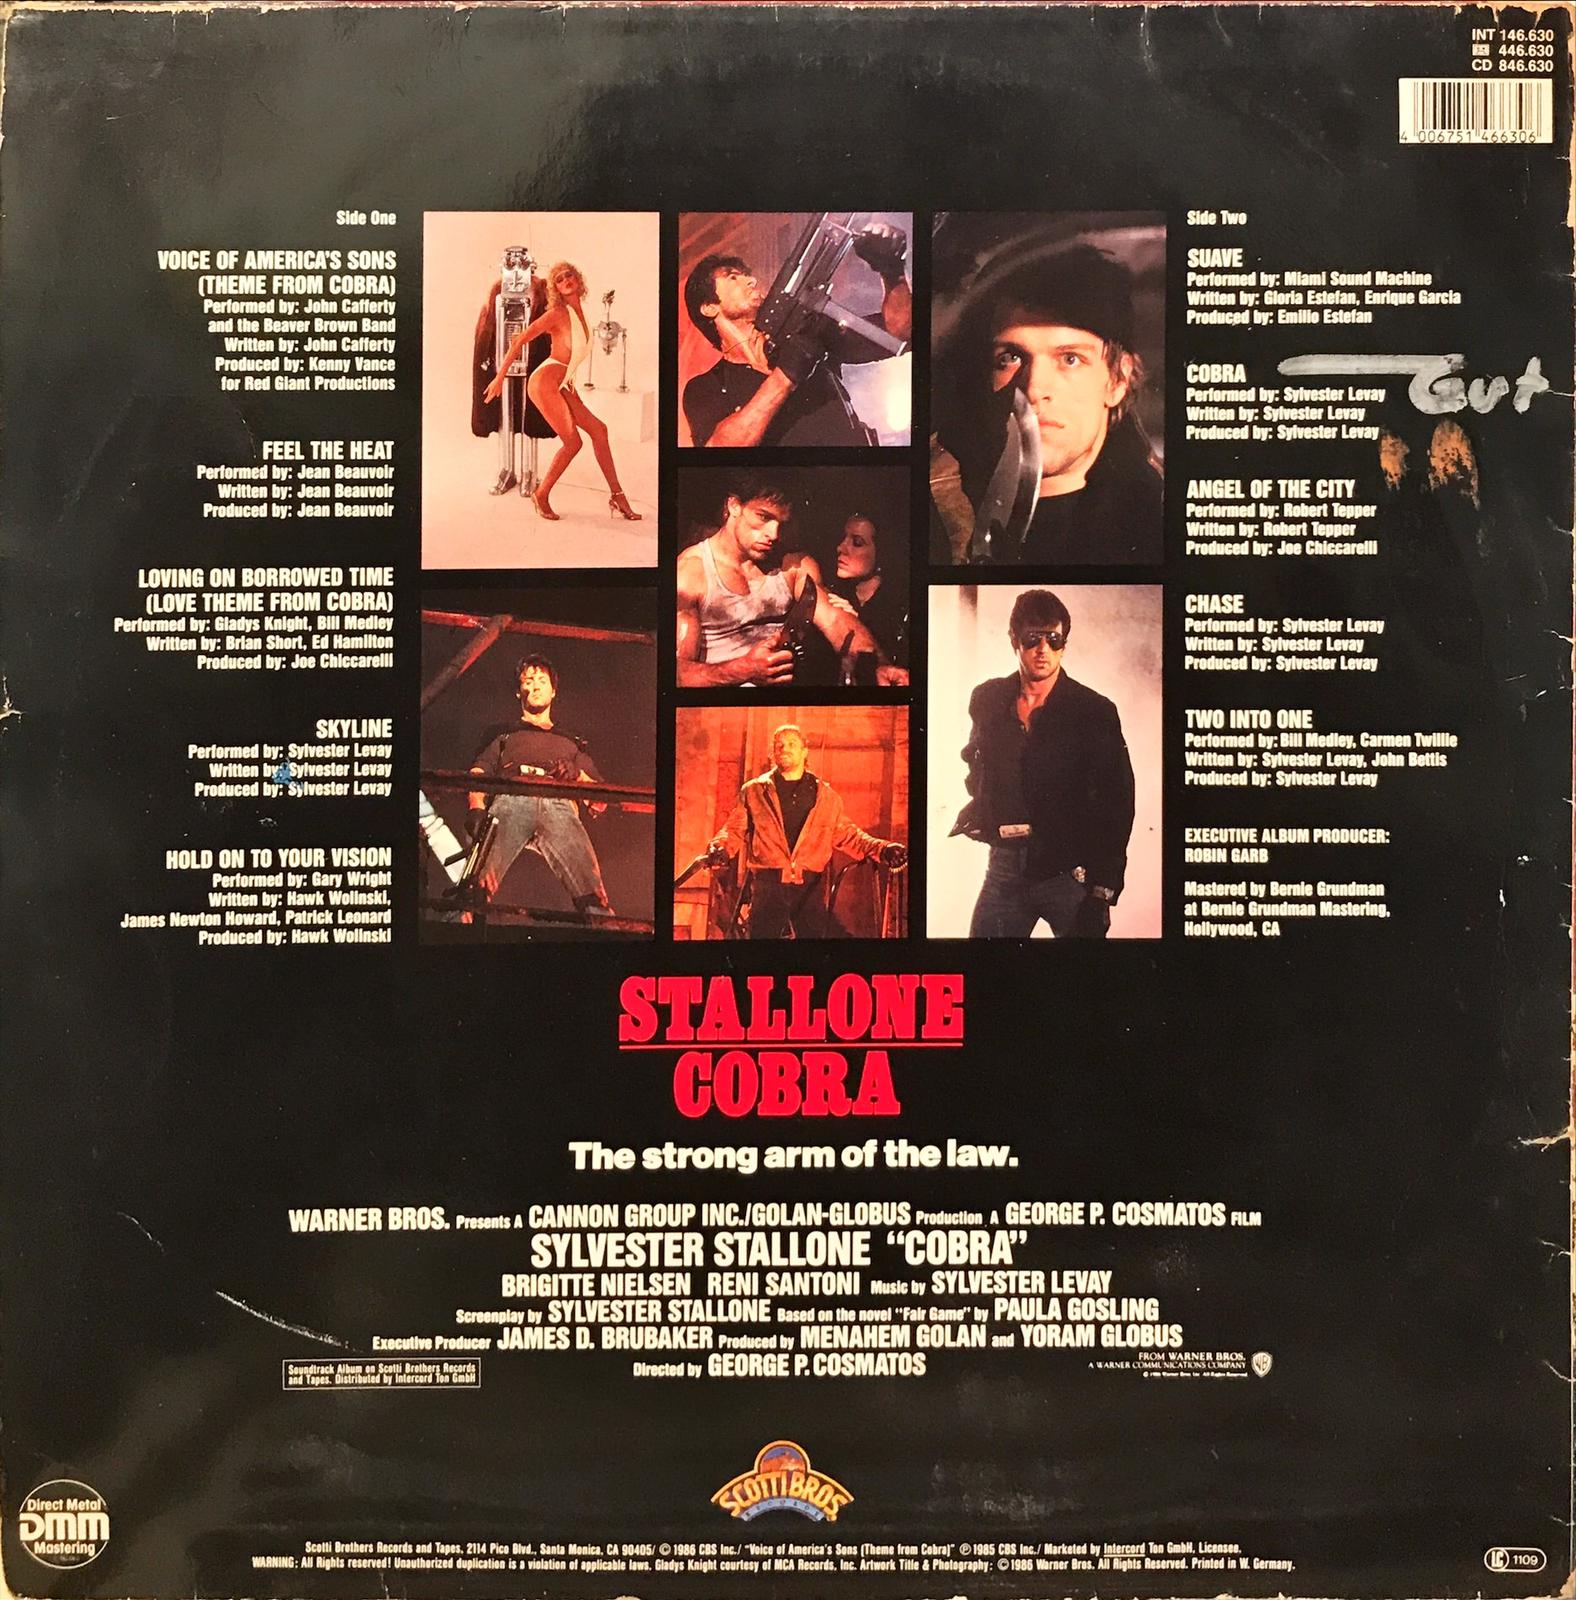 INT 146.630
446.630
CD 846.630
4 006751 466306
Side One
VOICE OF AMERICA'S SONS
(THEME FROM COBRA)
Performed by: John Cafferty
and the Beaver Brown Band
Written by: John Cafferty
Produced by: Kenny Vance
for Red Giant Productions
FEEL THE HEAT
Performed by: Jean Beauvoir
Written by: Jean Beauvoir
Produced by: Jean Beauvoir
LOVING ON BORROWED TIME
(LOVE THEME FROM COBRA)
Performed by: Gladys Knight, Bill Medley
Written by: Brian Short, Ed Hamilton
Produced by: Joe Chiccarelli
SKYLINE
Performed by: Sylvester Levay
Written by: Sylvester Levay
Produced by: Sylvester Levay
HOLD ON TO YOUR VISION
Performed by: Gary Wright
Written by: Hawk Wolinski,
James Newton Howard, Patrick Leonard
Produced by: Hawk Wolinski
Side Two
SUAVE
Performed by: Miami Sound Machine
Written by: Gloria Estefan, Enrique Garcia
Produced by: Emilio Estefan
COBRA
Performed by: Sylvester Levay
Written by: Sylvester Levay
Produced by: Sylvester Levay
Gut
ANGEL OF THE CITY
Performed by: Robert Tepper
Written by: Robert Tepper
Produced by: Joe Chiccarelli
CHASE
Performed by: Sylvester Levay
Written by: Sylvester Levay
Produced by: Sylvester Levay
TWO INTO ONE
Performed by: Bill Medley, Carmen Twillie
Written by: Sylvester Levay, John Bettis
Produced by: Sylvester Levay
EXECUTIVE ALBUM PRODUCER:
ROBIN GARB
Mastered by Bernie Grundman
at Bernie Grundman Mastering,
Hollywood, CA
STALLONE
COBRA
The strong arm of the law.
WARNER BROS. Presents A CANNON GROUP INC./GOLAN-GLOBUS Production A GEORGE P. COSMATOS FILM
SYLVESTER STALLONE "COBRA"
BRIGITTE NIELSEN RENI SANTONI Music by SYLVESTER LEVAY
Screenplay by SYLVESTER STALLONE Based on the novel "Fair Game" by PAULA GOSLING
Executive Producer JAMES D. BRUBAKER Produced by MENAHEM GOLAN and YORAM GLOBUS
Directed by GEORGE P. COSMATOS
Soundtrack Album on Scotti Brothers Records
and Tapes. Distributed by Intercord Ton GmbH
FROM WARNER BROS.
A WARNER COMMUNICATIONS COMPANY
© 1986 Warner Bros. Inc. All Rights Reserved
WB
SCOTTI BROS.
RECORDS
Direct Metal
DMM
Mastering
Scotti Brothers Records and Tapes, 2114 Pico Blvd., Santa Monica, CA 90405/ © 1986 CBS Inc./ "Voice of America's Sons (Theme from Cobra)" ℗ 1985 CBS Inc./ Marketed by Intercord Ton GmbH, Licensee.
WARNING: All Rights reserved! Unauthorized duplication is a violation of applicable laws. Gladys Knight courtesy of MCA Records, Inc. Artwork Title & Photography: © 1986 Warner Bros. All Rights Reserved. Printed in W. Germany.
LC 1109